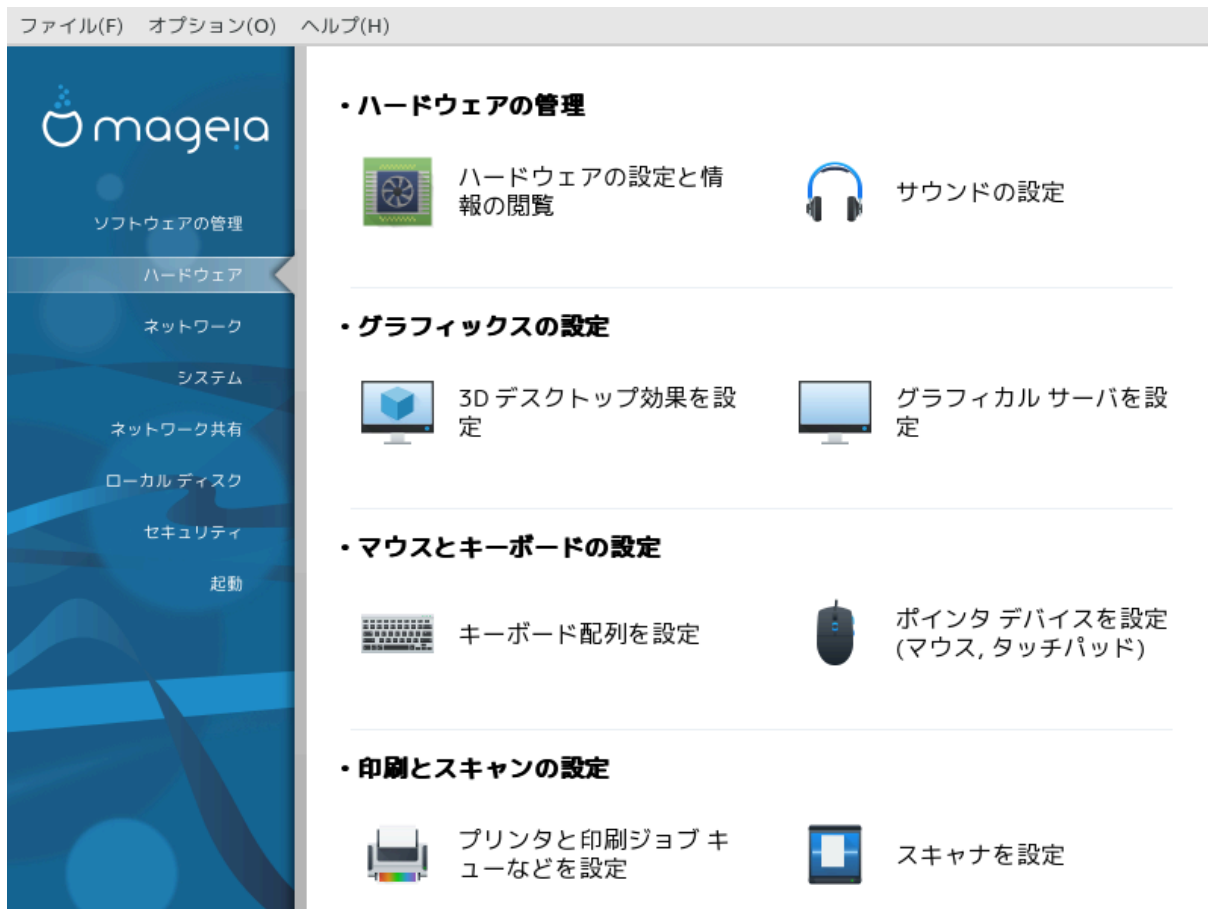 ファイル(F) オプション(O) ヘルプ(H)
mageia
ソフトウェアの管理
ハードウェア
ネットワーク
システム
ネットワーク共有
ローカル ディスク
セキュリティ
起動
・ハードウェアの管理
ハードウェアの設定と情
報の閲覧
サウンドの設定
・グラフィックスの設定
3D デスクトップ効果を設
定
グラフィカル サーバを設
定
・マウスとキーボードの設定
キーボード配列を設定
ポインタ デバイスを設定
(マウス, タッチパッド)
・印刷とスキャンの設定
プリンタと印刷ジョブ キ
ューなどを設定
スキャナを設定